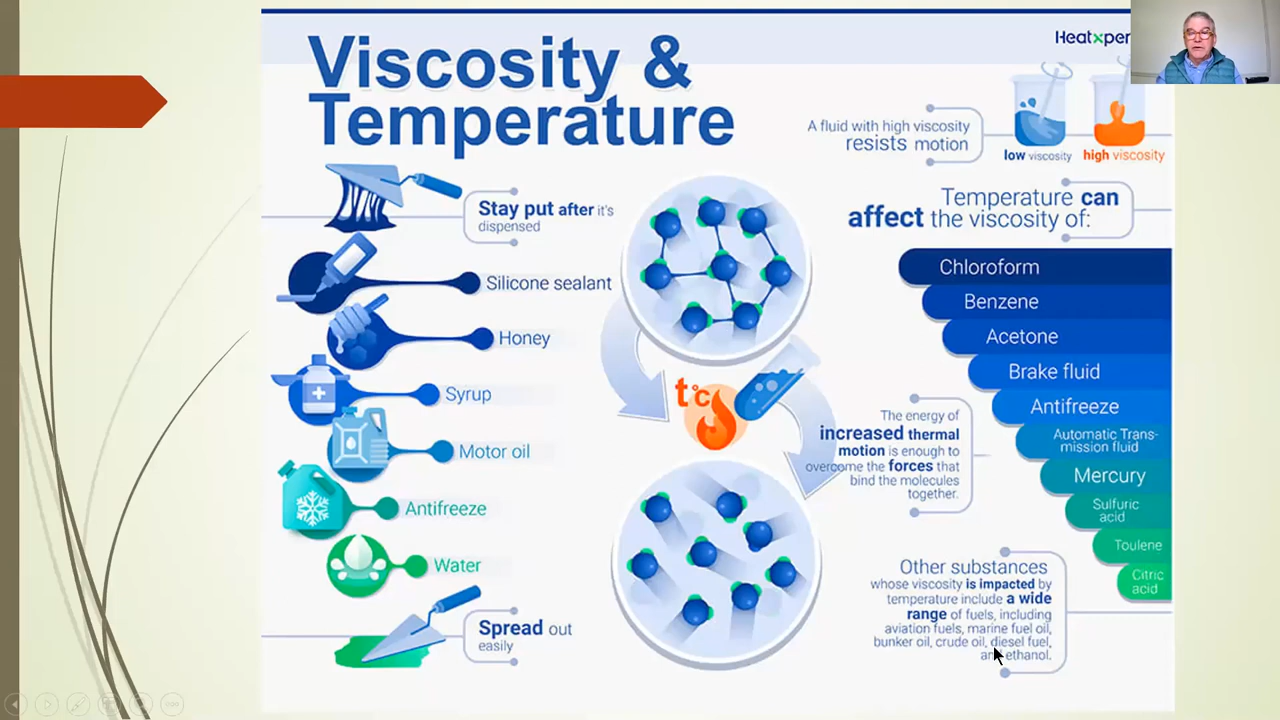 Viscosity &
Temperature
Heatxper
A fluid with high viscosity
resists motion
low viscosity
high viscosity
Stay put after it's
dispensed
Temperature can
affect the viscosity of:
Silicone sealant
Honey
Syrup
Motor oil
Antifreeze
Water
Spread out
easily
t°c
The energy of
increased thermal
motion is enough to
overcome the forces that
bind the molecules
together.
Chloroform
Benzene
Acetone
Brake fluid
Antifreeze
Automatic Trans-
mission fluid
Mercury
Sulfuric
acid
Toulene
Citric
acid
Other substances
whose viscosity is impacted by
temperature include a wide
range of fuels, including
aviation fuels, marine fuel oil,
bunker oil, crude oil, diesel fuel,
and ethanol.